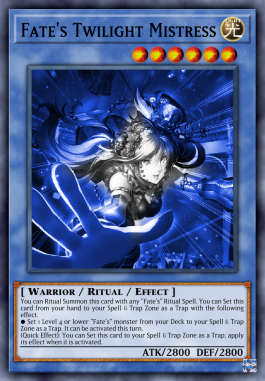 Fate's Twilight Mistress
LIGHT
光
[ Warrior / Ritual / Effect ]
You can Ritual Summon this card with any "Fate's" Ritual Spell. You can Set this
card from your hand to your Spell & Trap Zone as a Trap with the following
effect.
● Set 1 Level 4 or lower "Fate's" monster from your Deck to your Spell & Trap
Zone as a Trap. It can be activated this turn.
(Quick Effect): You can Set this card to your Spell & Trap Zone as a Trap; apply
its effect when it is activated.
ATK/2800 DEF/2800